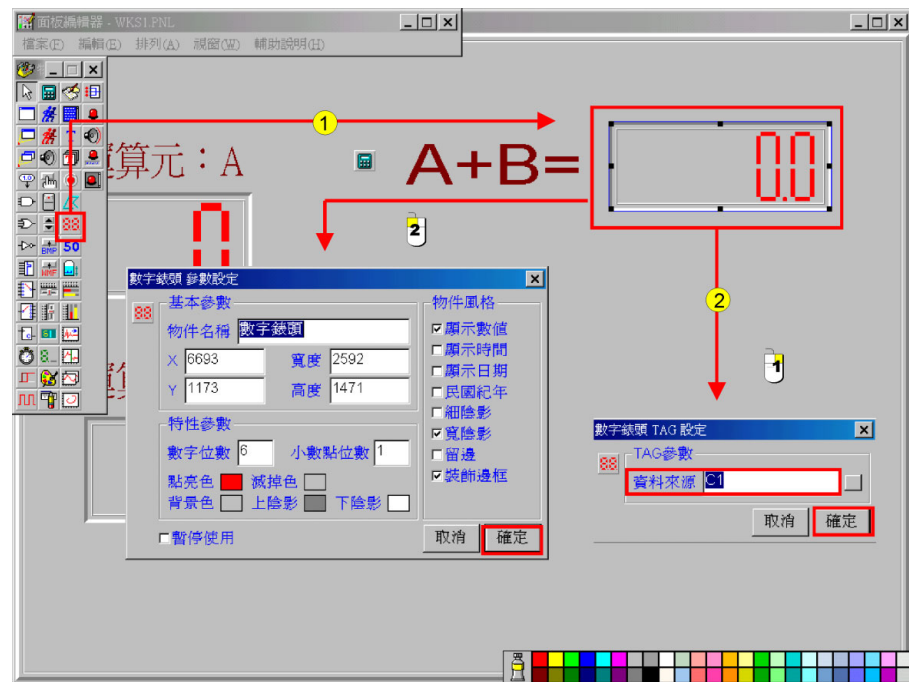 面板編輯器 - WKS1.PNL
檔案(F) 編輯(E) 排列(A) 視窗(W) 輔助說明(H)
1
算元：A
A+B=
0.0
0
2
數字錶頭 參數設定
88
基本參數
物件名稱 數字錶頭
X 6693 寬度 2592
Y 1173 高度 1471
特性參數
數字位數 6 小數點位數 1
點亮色 滅掉色
背景色 上陰影 下陰影
暫停使用
物件風格
顯示數值
顯示時間
顯示日期
民國紀年
細陰影
寬陰影
留邊
裝飾邊框
取消 確定
2
1
數字錶頭 TAG 設定
88
TAG參數
資料來源 C1
取消 確定
88
BMP 50